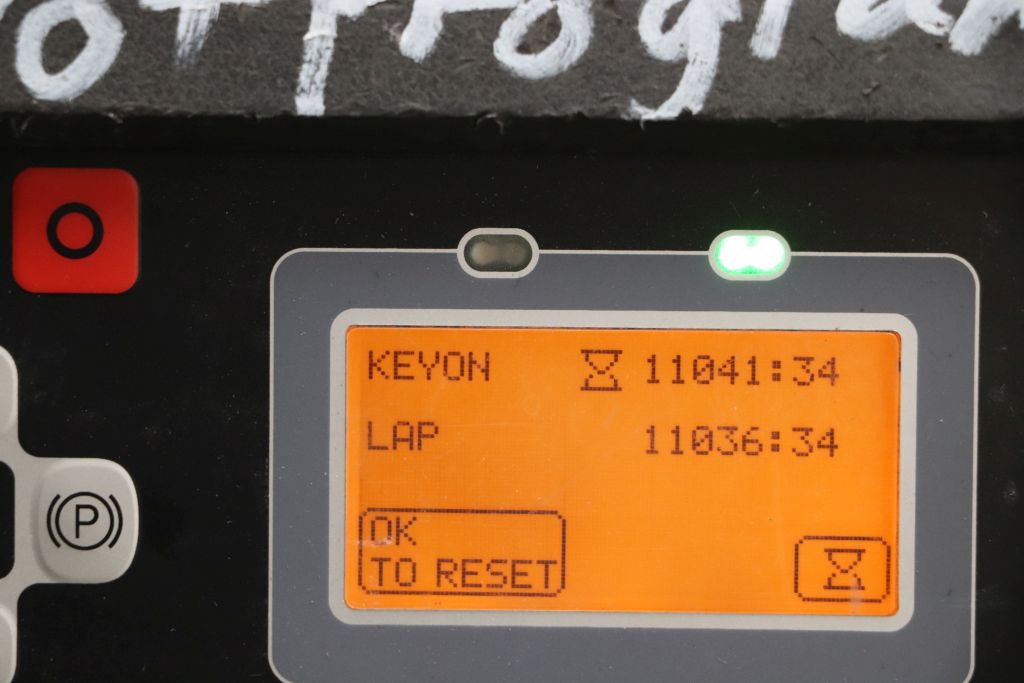 KEYON 11041:34
LAP 11036:34
OK
TO RESET
P